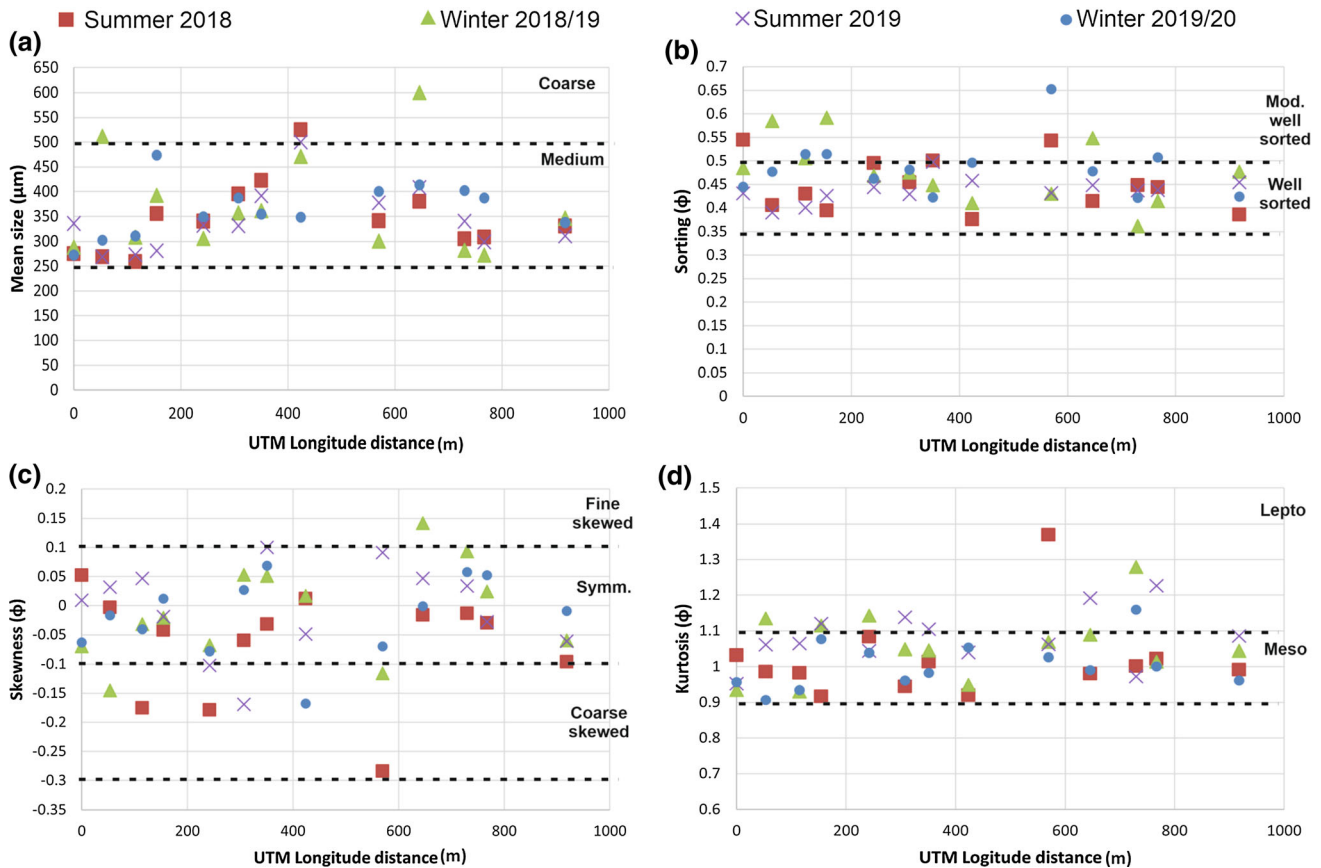 Summer 2018 Winter 2018/19 Summer 2019 Winter 2019/20
(a)
650
600
550
500
450
400
350
300
250
200
150
100
50
0
Mean size (μm)
Coarse
Medium
0 200 400 600 800 1000
UTM Longitude distance (m)
(b)
0.7
0.65
0.6
0.55
0.5
0.45
0.4
0.35
0.3
0.25
0.2
0.15
0.1
0.05
0
Sorting (ϕ)
Mod.
well
sorted
Well
sorted
0 200 400 600 800 1000
UTM Longitude distance (m)
(c)
0.2
0.15
0.1
0.05
0
-0.05
-0.1
-0.15
-0.2
-0.25
-0.3
-0.35
Skewness (ϕ)
Fine
skewed
Symm.
Coarse
skewed
0 200 400 600 800 1000
UTM Longitude distance (m)
(d)
1.5
1.4
1.3
1.2
1.1
1
0.9
0.8
0.7
0.6
Kurtosis (ϕ)
Lepto
Meso
0 200 400 600 800 1000
UTM Logitude distance (m)